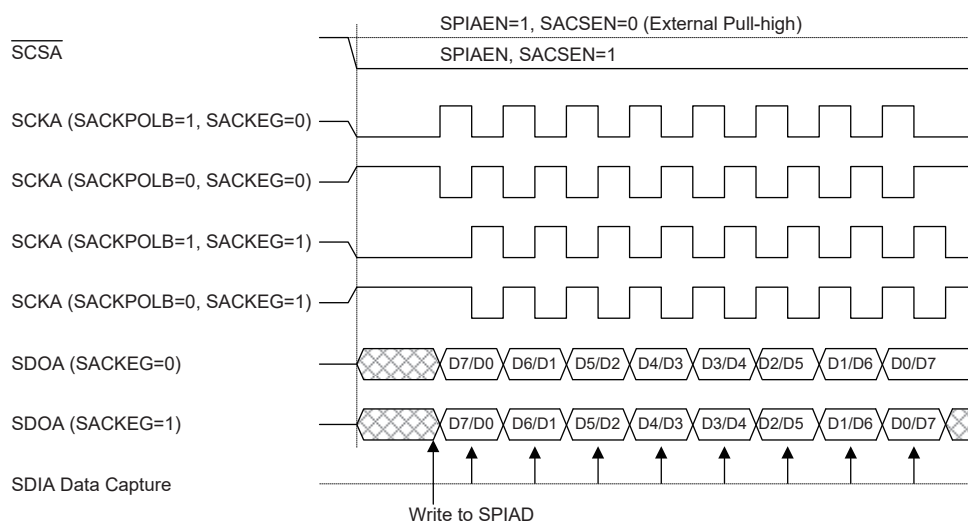 SPIAEN=1, SACSEN=0 (External Pull-high)
SCSA
SPIAEN, SACSEN=1
SCKA (SACKPOLB=1, SACKEG=0)
SCKA (SACKPOLB=0, SACKEG=0)
SCKA (SACKPOLB=1, SACKEG=1)
SCKA (SACKPOLB=0, SACKEG=1)
SDOA (SACKEG=0) D7/D0 D6/D1 D5/D2 D4/D3 D3/D4 D2/D5 D1/D6 D0/D7
SDOA (SACKEG=1) D7/D0 D6/D1 D5/D2 D4/D3 D3/D4 D2/D5 D1/D6 D0/D7
SDIA Data Capture
Write to SPIAD